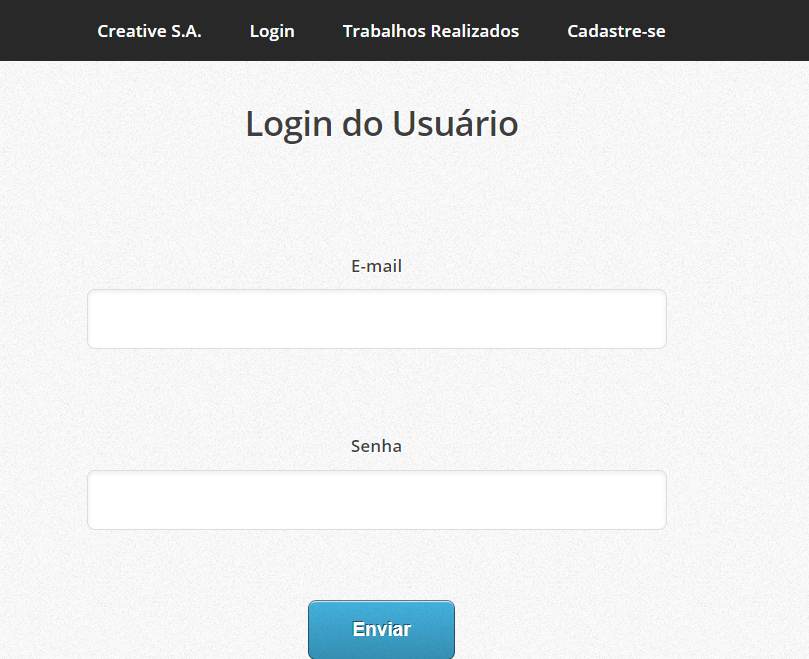 Creative S.A. Login Trabalhos Realizados Cadastre-se
Login do Usuário
E-mail
Senha
Enviar